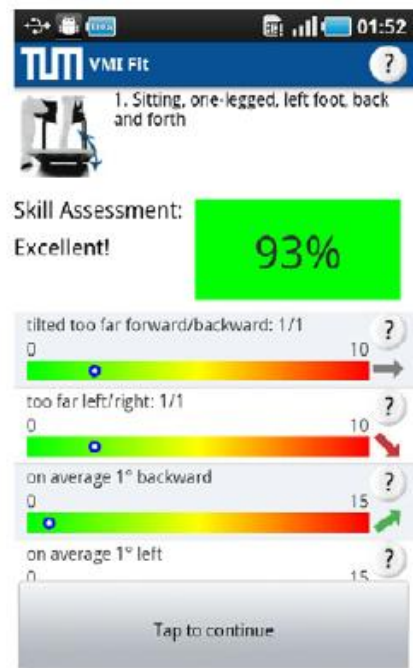 01:52
TUM VMI Fit ?
1. Sitting, one-legged, left foot, back
and forth
Skill Assessment:
Excellent!
93%
tilted too far forward/backward: 1/1 ?
0 10
too far left/right: 1/1 ?
0 10
on average 1° backward ?
0 15
on average 1° left ?
0 15
Tap to continue